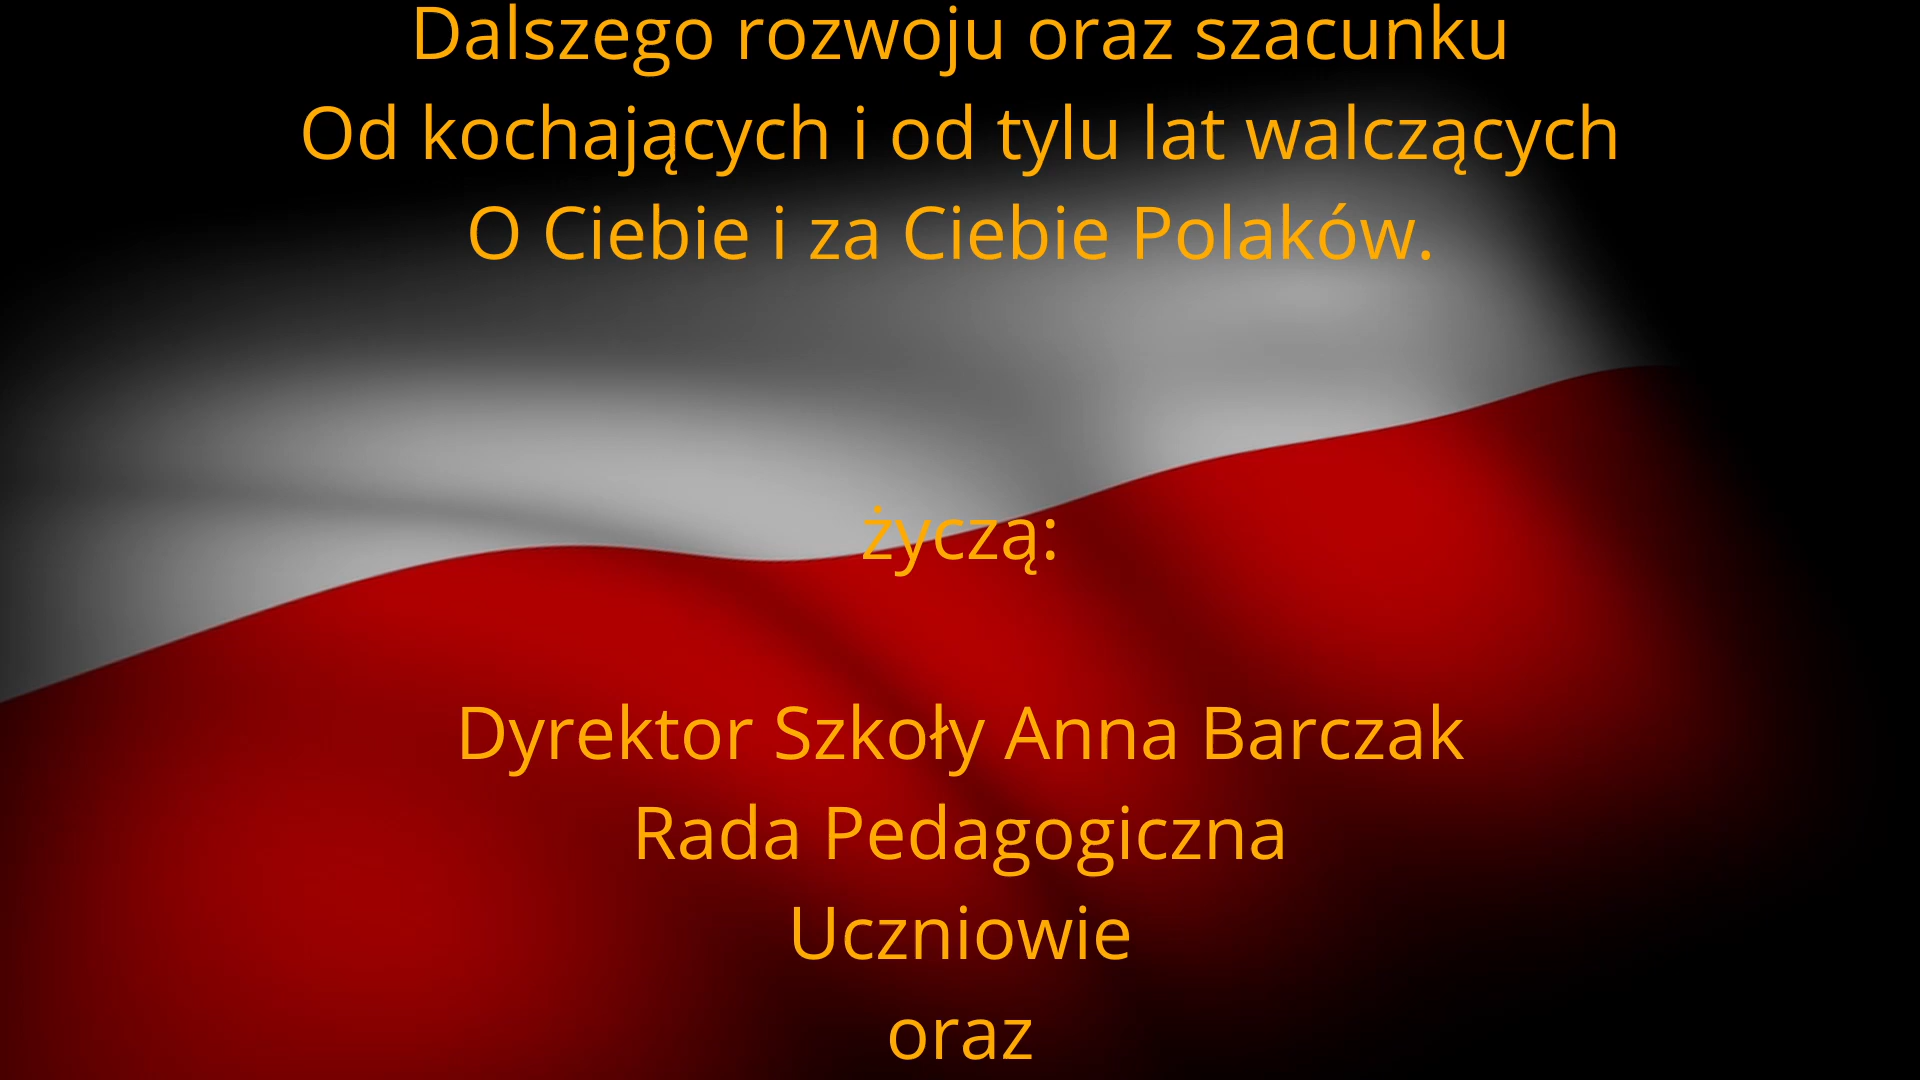 Dalszego rozwoju oraz szacunku
Od kochających i od tylu lat walczących
O Ciebie i za Ciebie Polaków.
życzą:
Dyrektor Szkoły Anna Barczak
Rada Pedagogiczna
Uczniowie
oraz